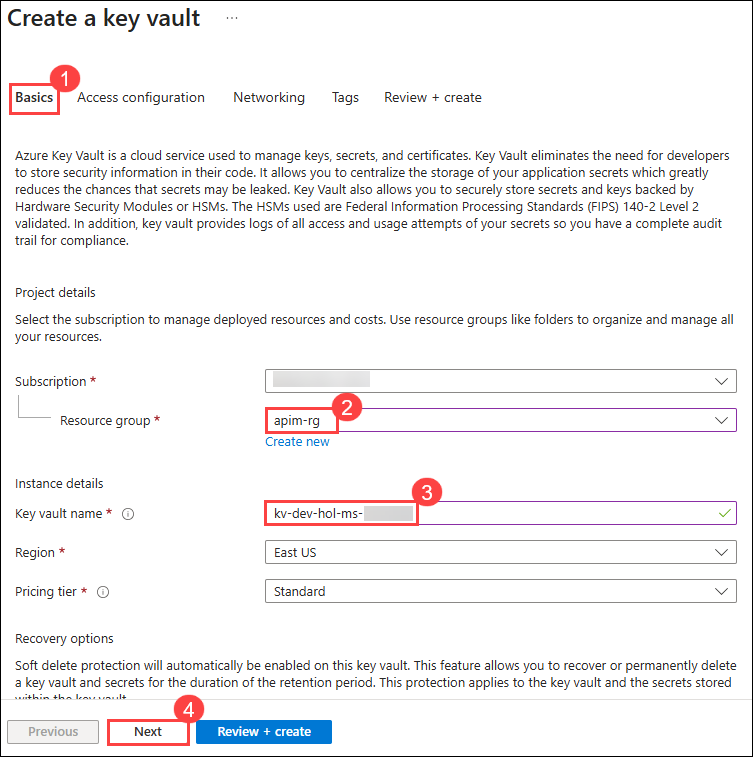 Create a key vault ...
1
Basics Access configuration Networking Tags Review + create
Azure Key Vault is a cloud service used to manage keys, secrets, and certificates. Key Vault eliminates the need for developers
to store security information in their code. It allows you to centralize the storage of your application secrets which greatly
reduces the chances that secrets may be leaked. Key Vault also allows you to securely store secrets and keys backed by
Hardware Security Modules or HSMs. The HSMs used are Federal Information Processing Standards (FIPS) 140-2 Level 2
validated. In addition, key vault provides logs of all access and usage attempts of your secrets so you have a complete audit
trail for compliance.
Project details
Select the subscription to manage deployed resources and costs. Use resource groups like folders to organize and manage all
your resources.
Subscription *
2
Resource group * apim-rg
Create new
Instance details
3
Key vault name * kv-dev-hol-ms-
Region * East US
Pricing tier * Standard
Recovery options
Soft delete protection will automatically be enabled on this key vault. This feature allows you to recover or permanently delete
a key vault and secrets for the duration of the retention period. This protection applies to the key vault and the secrets stored
within the key vault.
4
Previous Next Review + create